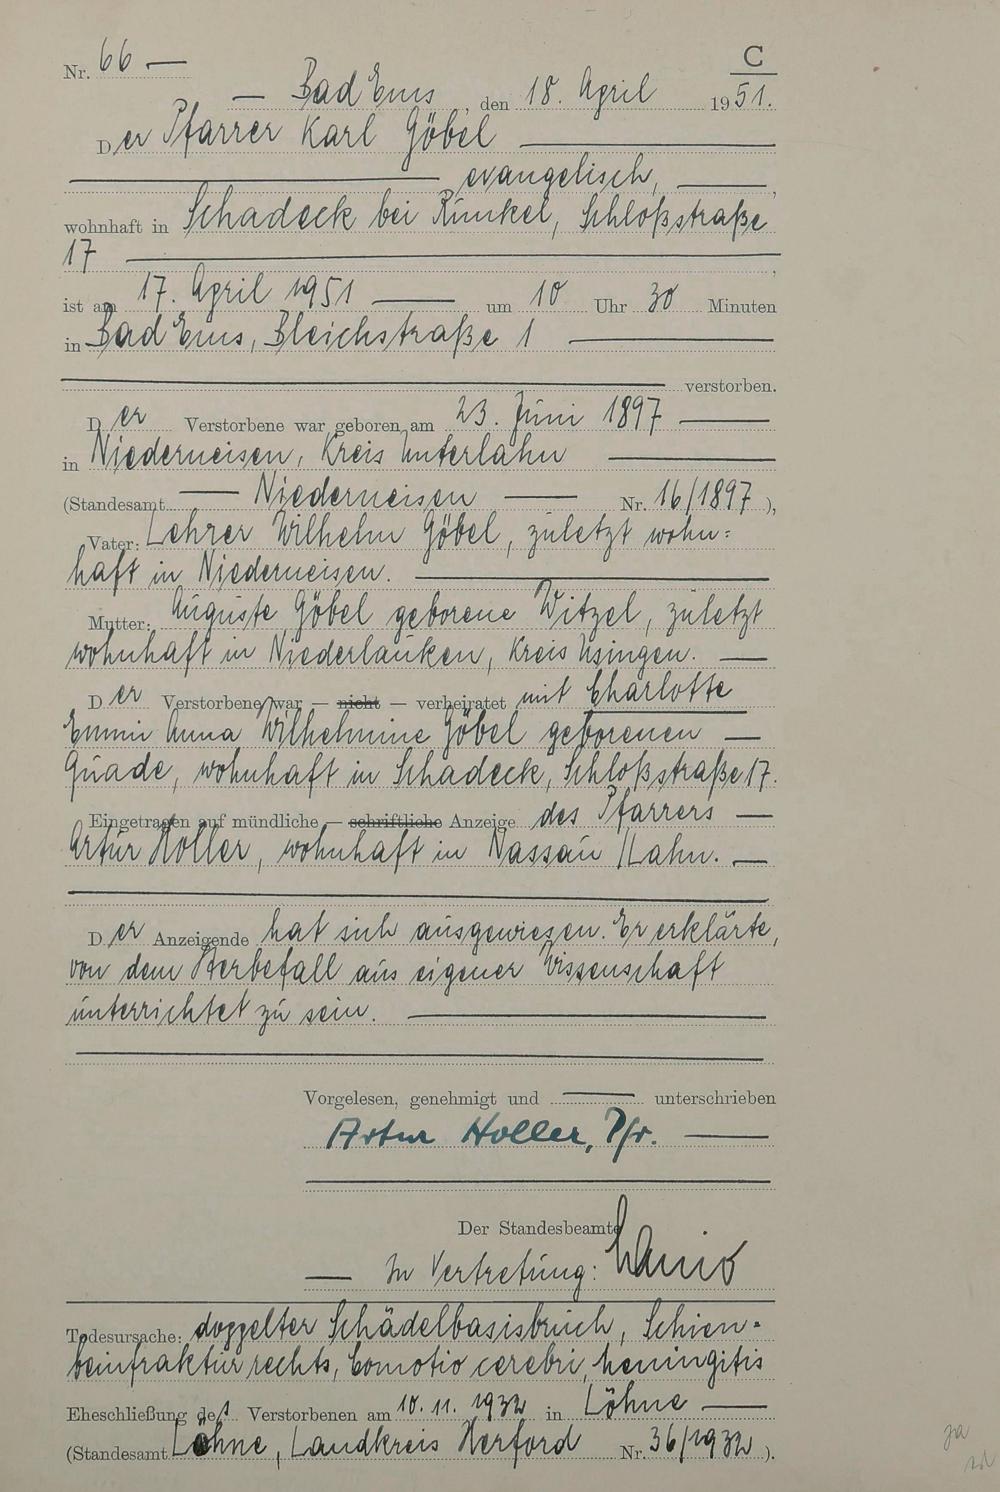 C
Nr. 66 —
— Bad Ems, den 18. April 1951.
Der Pfarrer Karl Göbel
evangelisch,
wohnhaft in Schadeck bei Runkel, Schloßstraße
17
ist am 17. April 1951 — um 10 Uhr 30 Minuten
in Bad Ems, Bleichstraße 1
verstorben.
Der Verstorbene war geboren am 23. Juni 1897
in Niederneisen, Kreis Unterlahn
(Standesamt — Niederneisen — Nr. 16/1897),
Vater: Lehrer Wilhelm Göbel, zuletzt wohn=
haft in Niederneisen.
Mutter: Auguste Göbel geborene Witzel, zuletzt
wohnhaft in Niederlauken, Kreis Usingen. —
Der Verstorbene war — nicht — verheiratet mit Charlotte
Emmi Anna Wilhelmine Göbel geborenen —
Quade, wohnhaft in Schadeck, Schloßstraße 17.
Eingetragen auf mündliche — schriftliche Anzeige des Pfarrers —
Artur Holler, wohnhaft in Nassau/Lahn. —
Der Anzeigende hat sich ausgewiesen. Er erklärte,
von dem Sterbefall aus eigener Wissenschaft
unterrichtet zu sein.
Vorgelesen, genehmigt und — unterschrieben
Artur Holler, Pfr. —
Der Standesbeamte
— In Vertretung:
Todesursache: doppelter Schädelbasisbruch, Schien=
beinfraktur rechts, Comotio cerebri, Meningitis
Eheschließung des Verstorbenen am 10. 11. 1932 in Löhne —
(Standesamt Löhne, Landkreis Herford Nr. 36/1932).